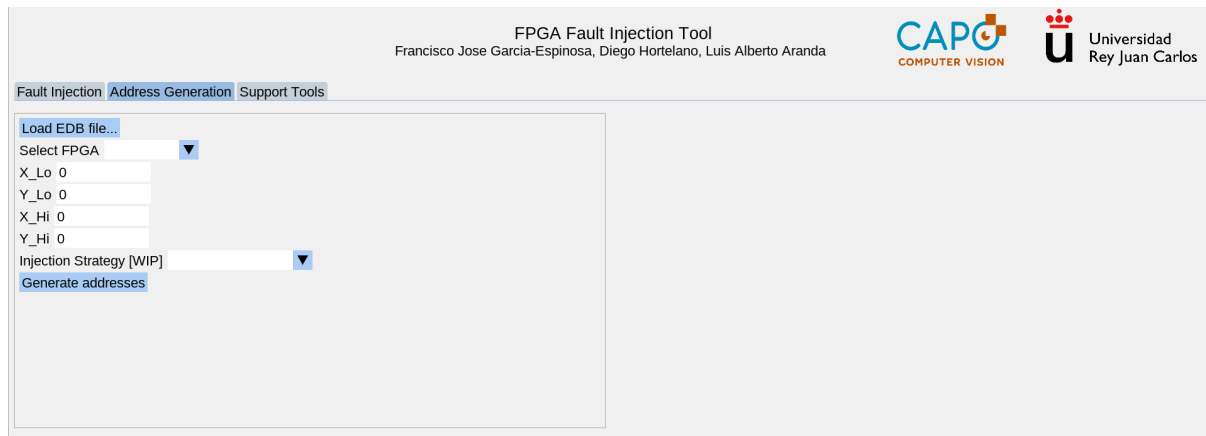 FPGA Fault Injection Tool
Francisco Jose Garcia-Espinosa, Diego Hortelano, Luis Alberto Aranda
CAPO
COMPUTER VISION
Universidad
Rey Juan Carlos
Fault Injection Address Generation Support Tools
Load EDB file...
Select FPGA
X_Lo 0
Y_Lo 0
X_Hi 0
Y_Hi 0
Injection Strategy [WIP]
Generate addresses